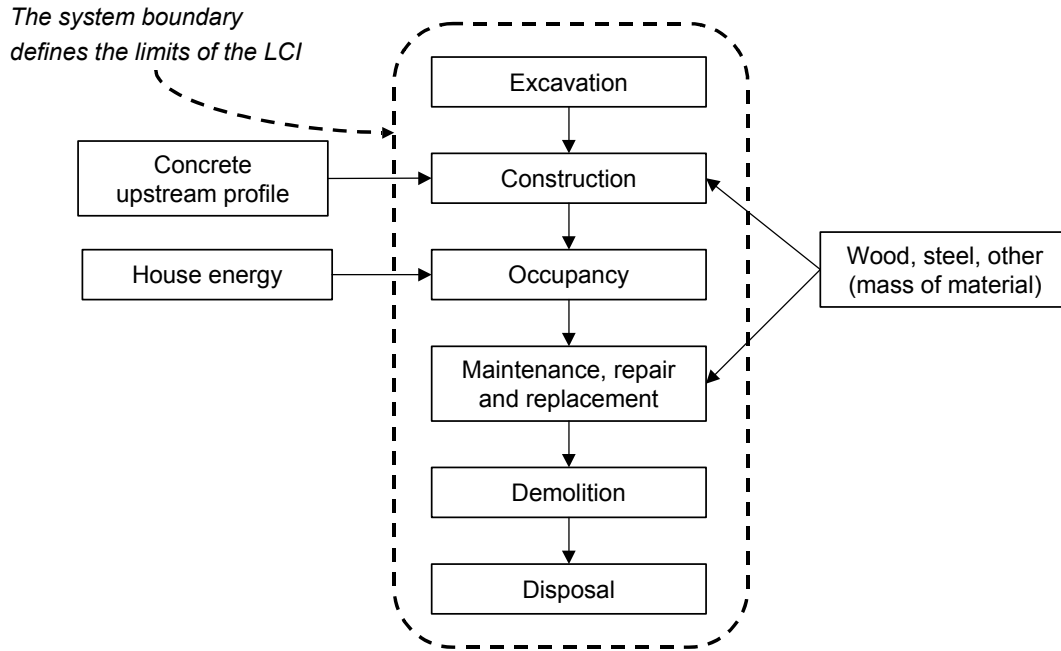 The system boundary
defines the limits of the LCI
Excavation
Concrete
upstream profile
Construction
House energy
Occupancy
Wood, steel, other
(mass of material)
Maintenance, repair
and replacement
Demolition
Disposal